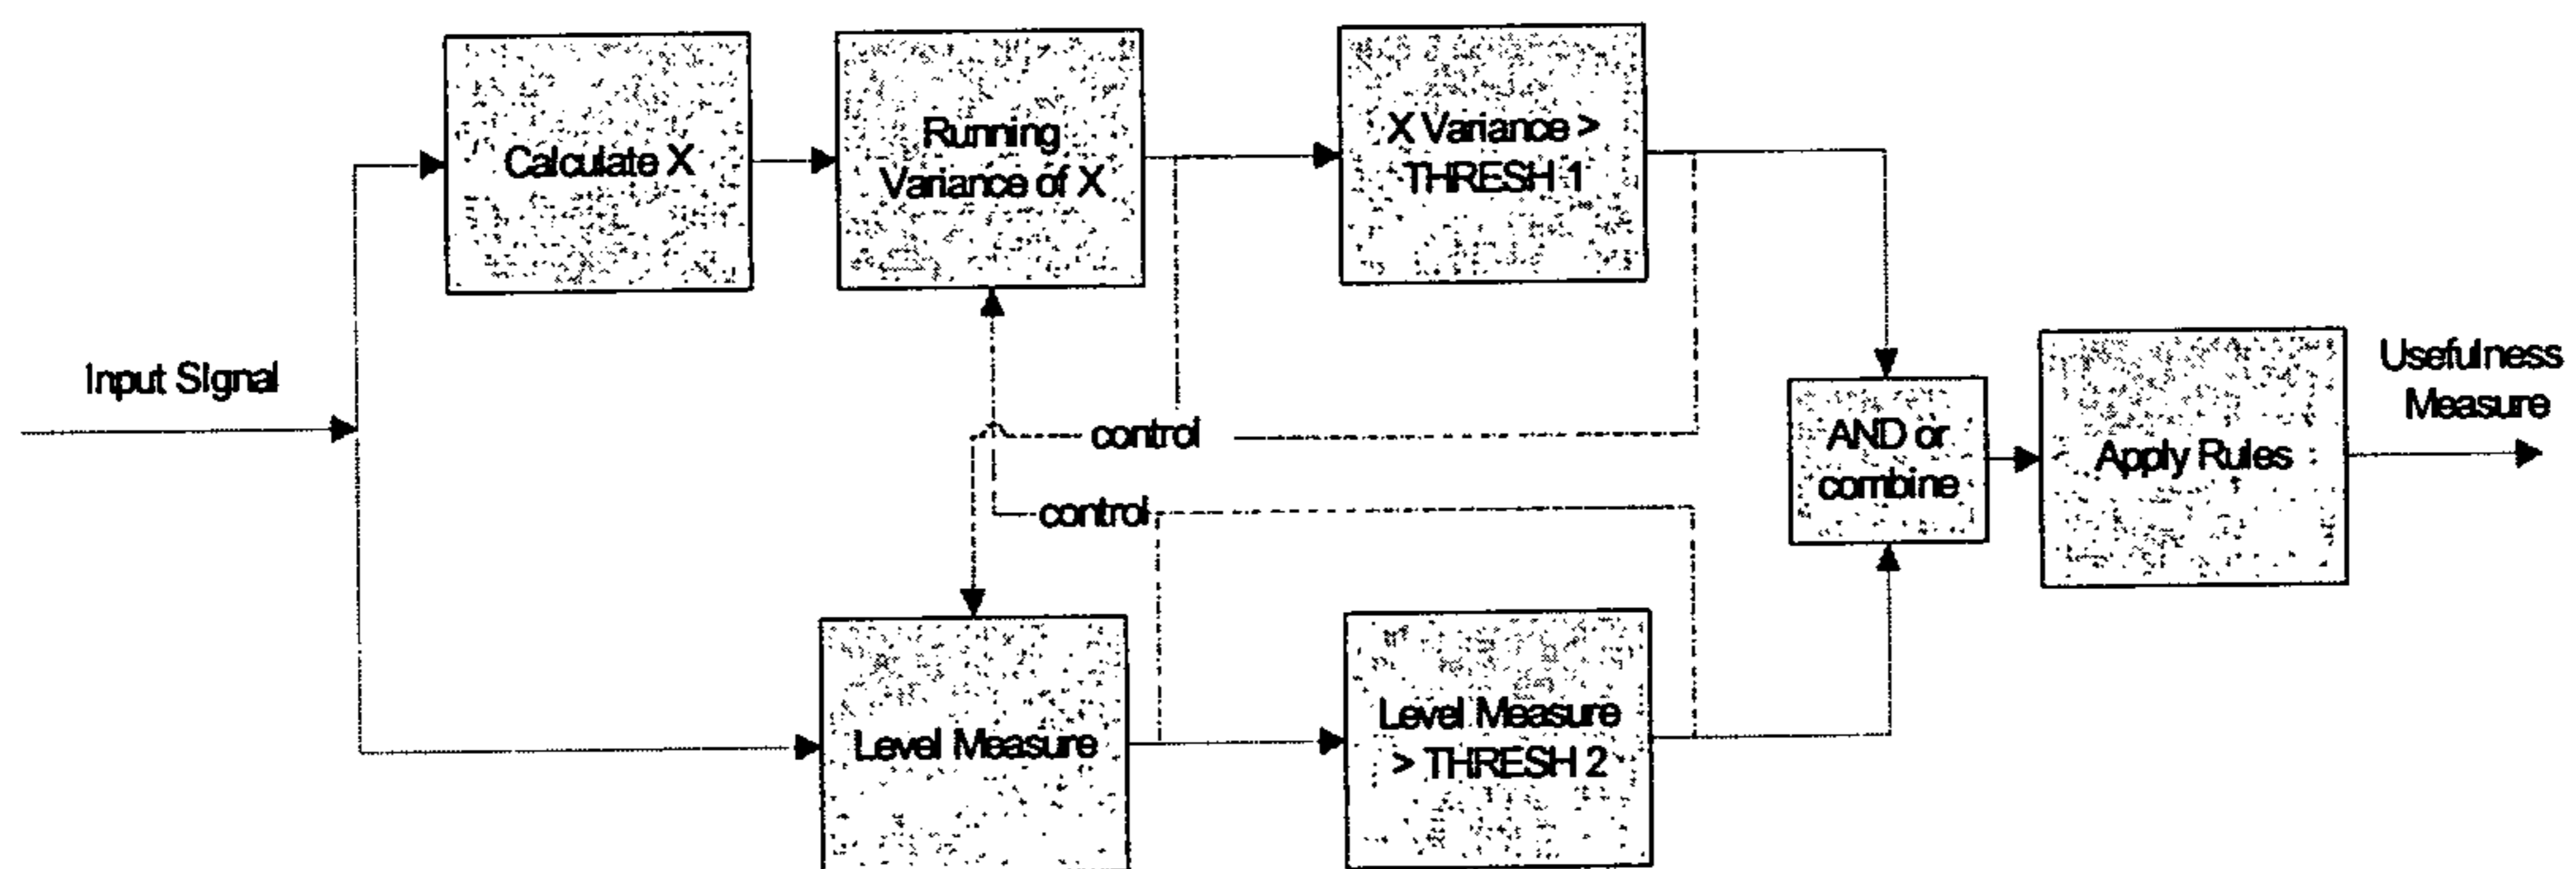 Calculate X
Running
Variance of X
X Variance >
THRESH 1
Input Signal
control
control
AND or
combine
Apply Rules
Usefulness
Measure
Level Measure
Level Measure
> THRESH 2